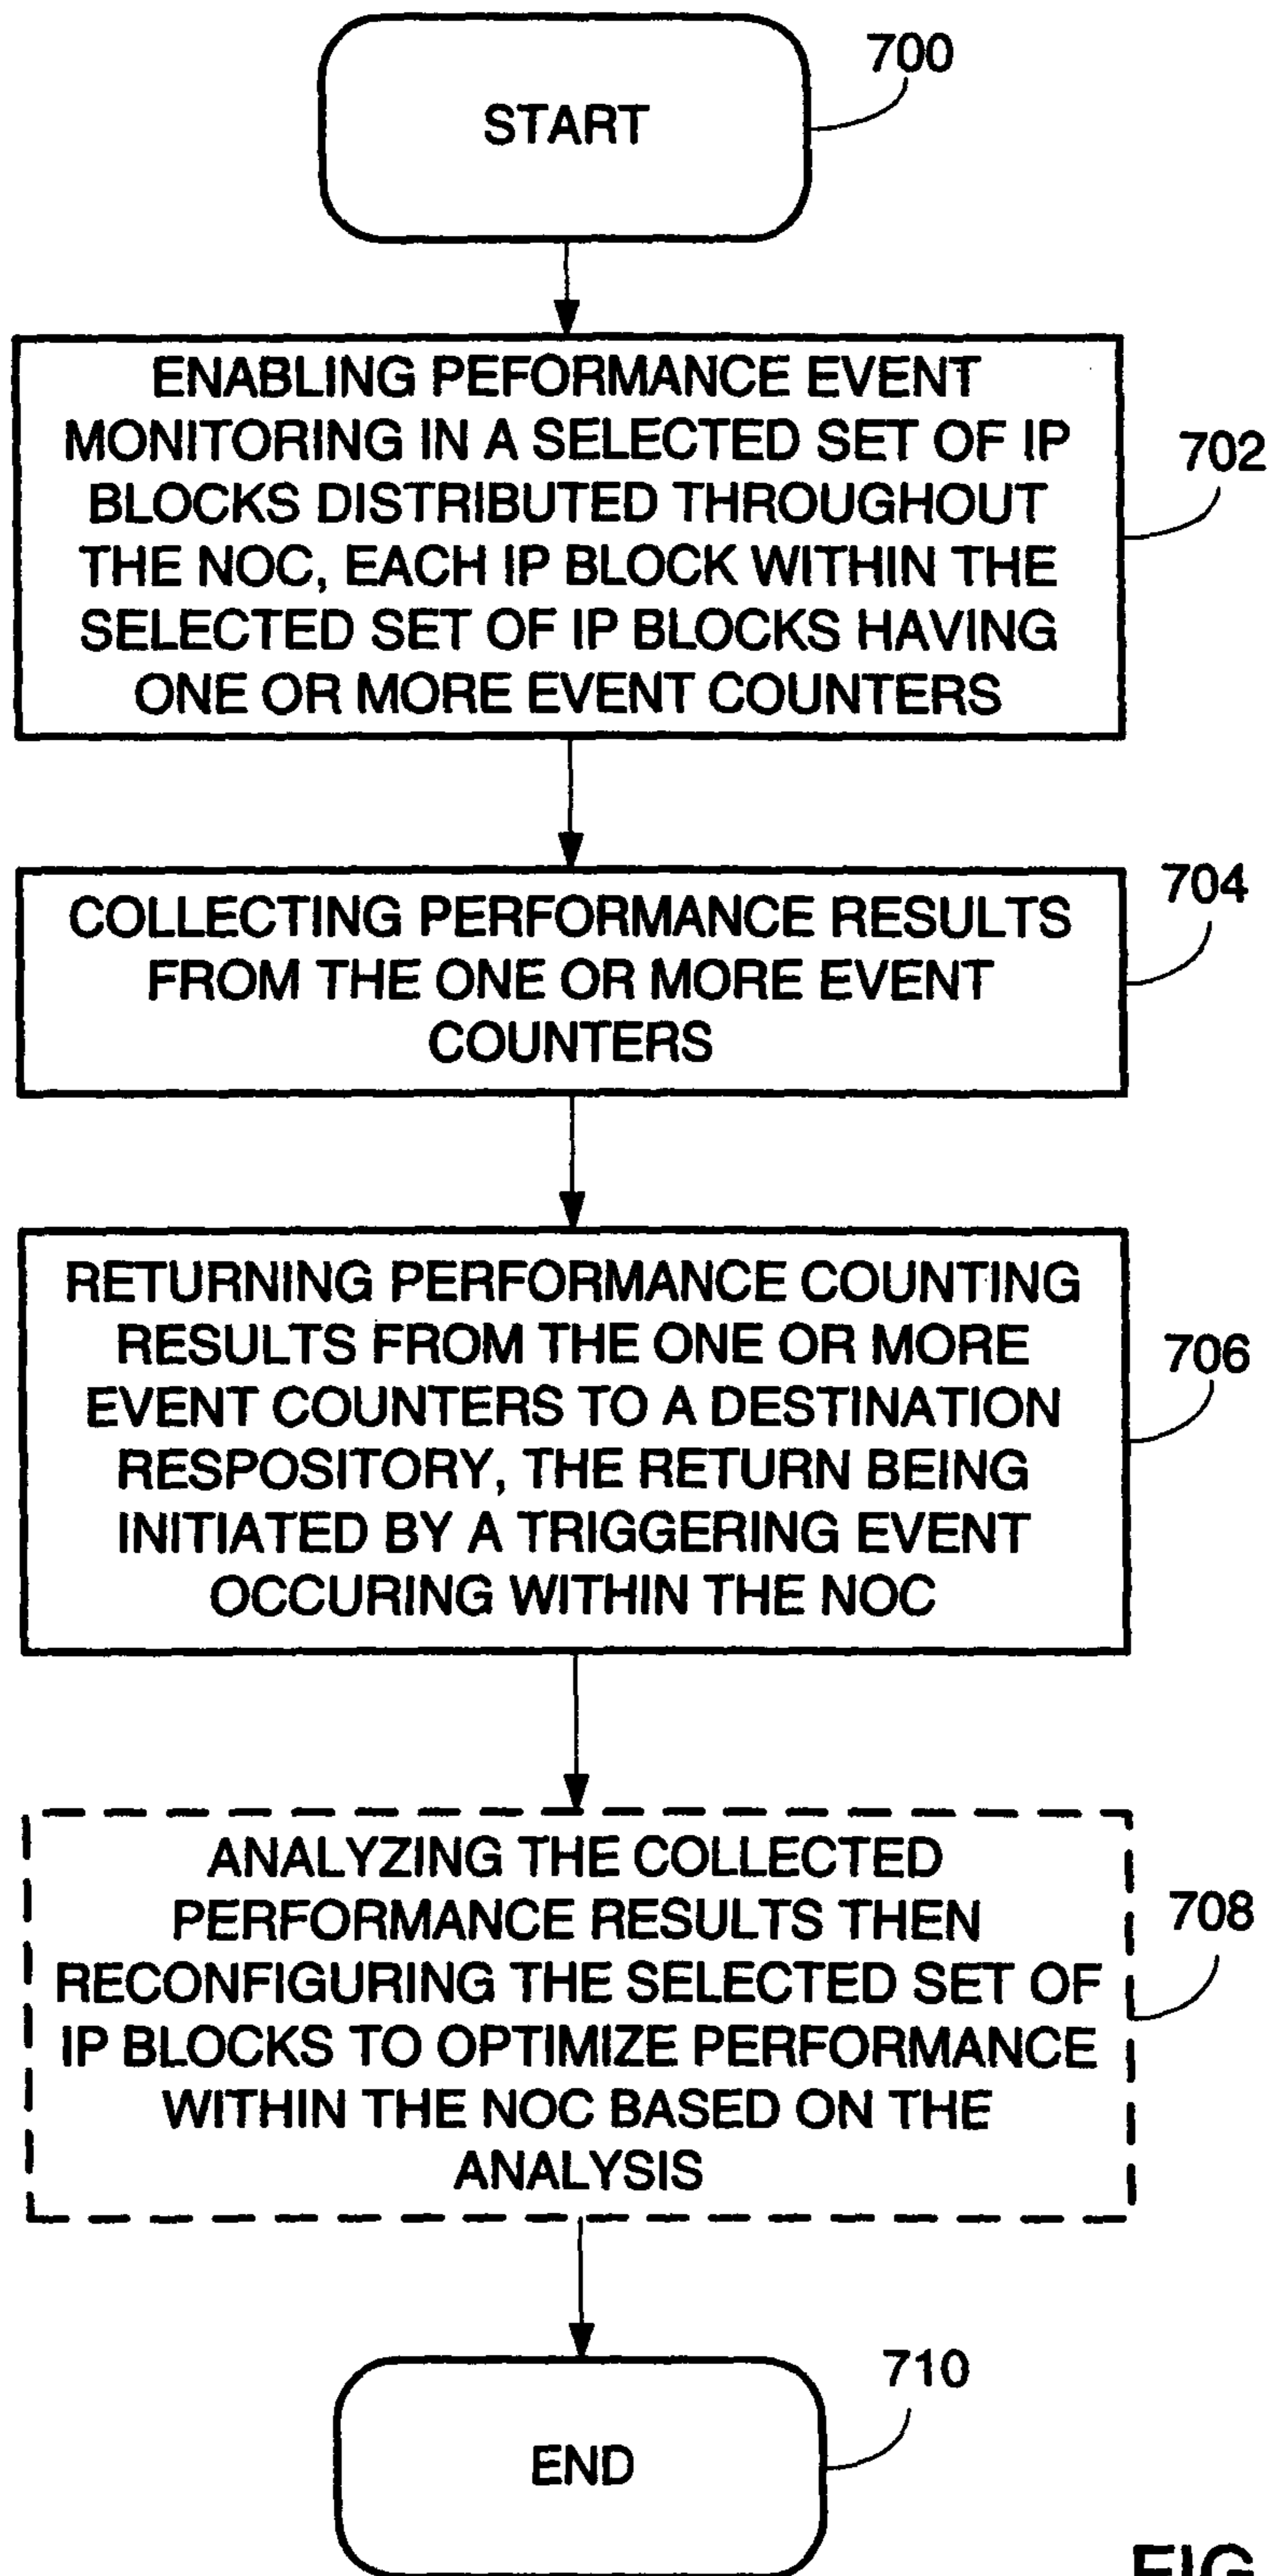 700
START
ENABLING PEFORMANCE EVENT
MONITORING IN A SELECTED SET OF IP
BLOCKS DISTRIBUTED THROUGHOUT
THE NOC, EACH IP BLOCK WITHIN THE
SELECTED SET OF IP BLOCKS HAVING
ONE OR MORE EVENT COUNTERS
702
COLLECTING PERFORMANCE RESULTS
FROM THE ONE OR MORE EVENT
COUNTERS
704
RETURNING PERFORMANCE COUNTING
RESULTS FROM THE ONE OR MORE
EVENT COUNTERS TO A DESTINATION
RESPOSITORY, THE RETURN BEING
INITIATED BY A TRIGGERING EVENT
OCCURING WITHIN THE NOC
706
ANALYZING THE COLLECTED
PERFORMANCE RESULTS THEN
RECONFIGURING THE SELECTED SET OF
IP BLOCKS TO OPTIMIZE PERFORMANCE
WITHIN THE NOC BASED ON THE
ANALYSIS
708
710
END
FIG